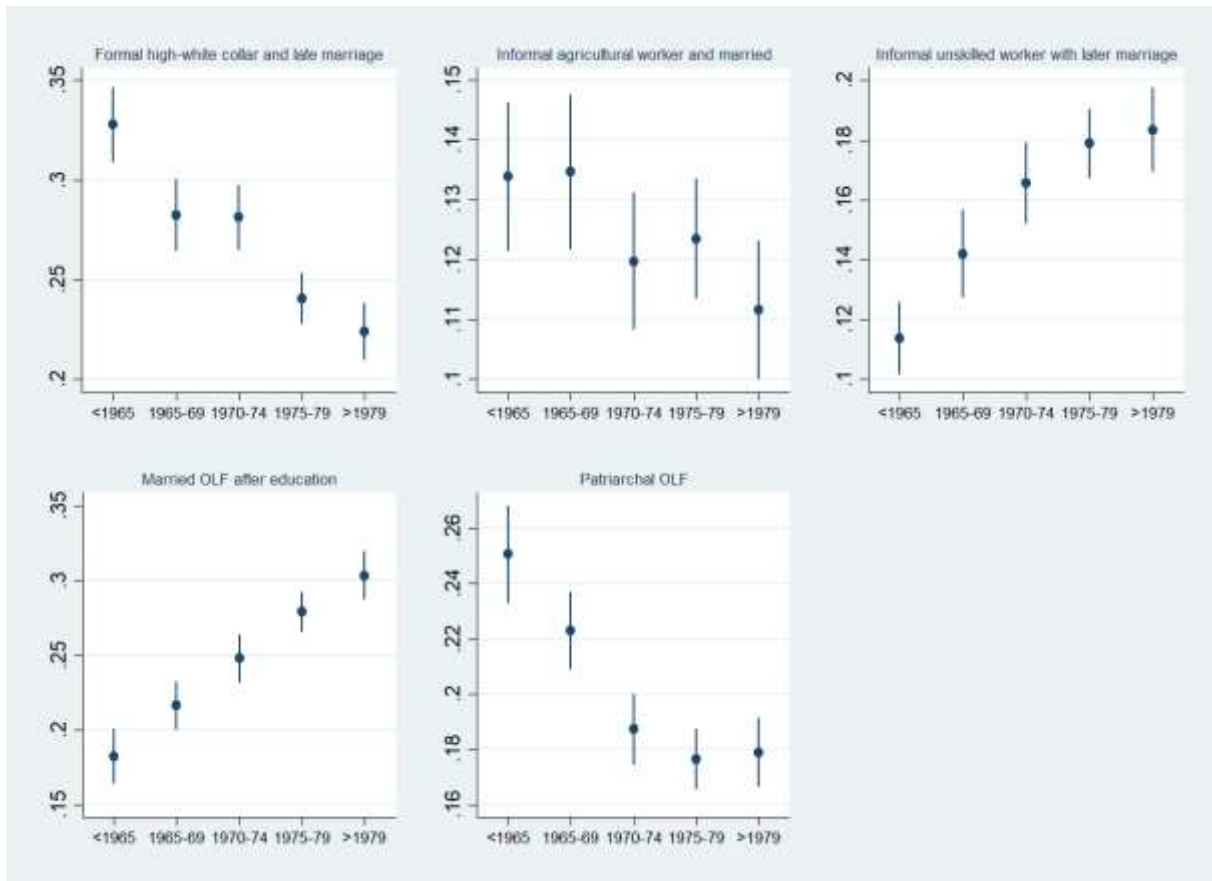 Formal high-white collar and late marriage
.35
.3
.25
.2
<1965 1965-69 1970-74 1975-79 >1979
Informal agricultural worker and married
.15
.14
.13
.12
.11
.1
<1965 1965-69 1970-74 1975-79 >1979
Informal unskilled worker with later marriage
.2
.18
.16
.14
.12
.1
<1965 1965-69 1970-74 1975-79 >1979
Married OLF after education
.35
.3
.25
.2
.15
<1965 1965-69 1970-74 1975-79 >1979
Patriarchal OLF
.26
.24
.22
.2
.18
.16
<1965 1965-69 1970-74 1975-79 >1979